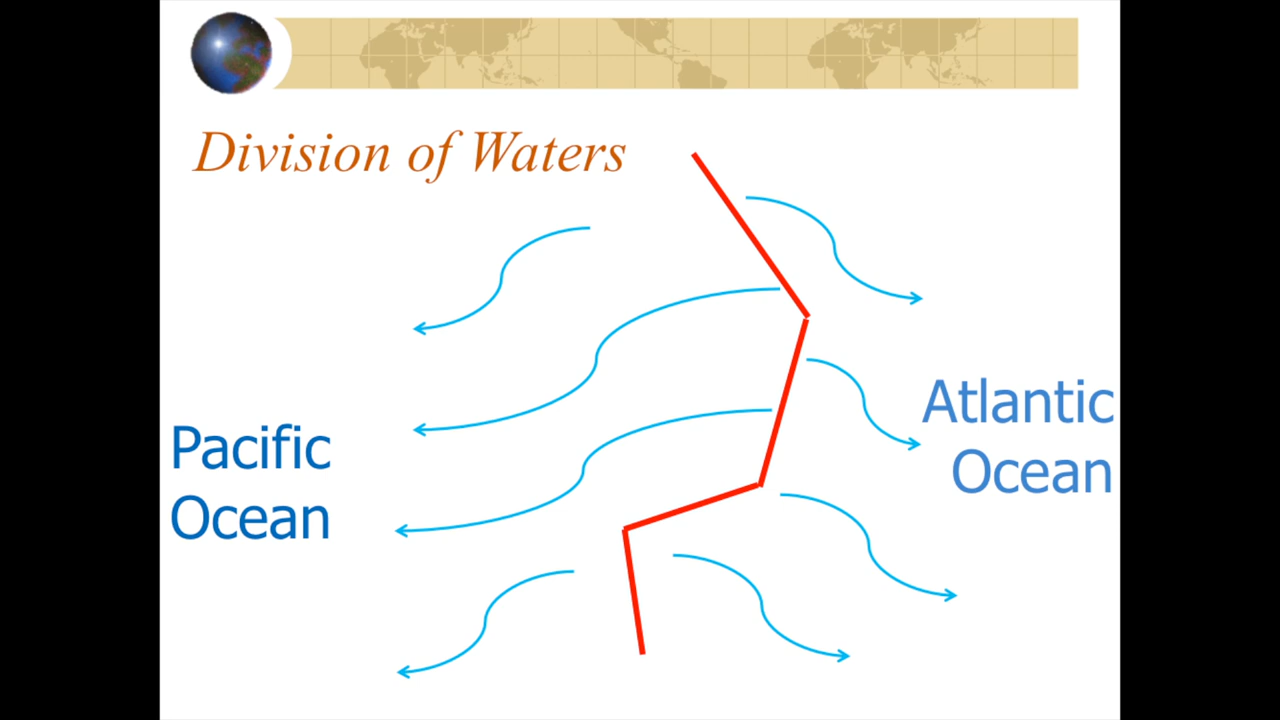 Division of Waters
Pacific
Ocean
Atlantic
Ocean